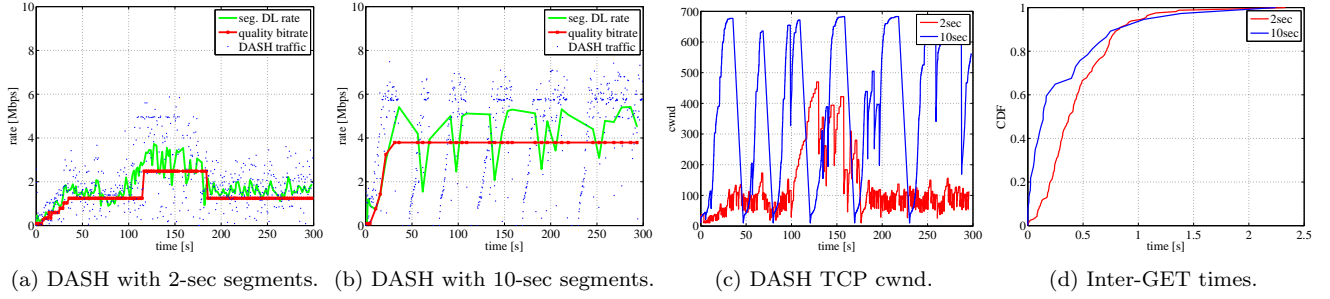 10
8
6
4
2
0
0
50
100
150
200
250
300
rate [Mbps]
time [s]
seg. DL rate
quality bitrate
DASH traffic
(a) DASH with 2-sec segments.
10
8
6
4
2
0
0
50
100
150
200
250
300
rate [Mbps]
time [s]
seg. DL rate
quality bitrate
DASH traffic
(b) DASH with 10-sec segments.
700
600
500
400
300
200
100
0
0
50
100
150
200
250
300
cwnd
time [s]
2sec
10sec
(c) DASH TCP cwnd.
1
0.8
0.6
0.4
0.2
0
0
0.5
1
1.5
2
2.5
CDF
time [s]
2sec
10sec
(d) Inter-GET times.